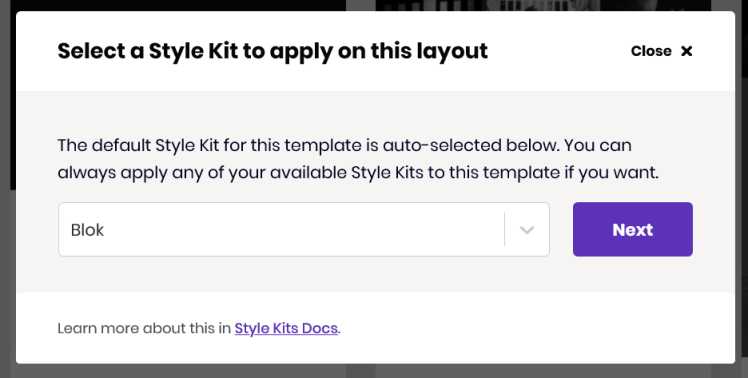 Select a Style Kit to apply on this layout
Close ×
The default Style Kit for this template is auto-selected below. You can
always apply any of your available Style Kits to this template if you want.
Blok
Next
Learn more about this in Style Kits Docs.